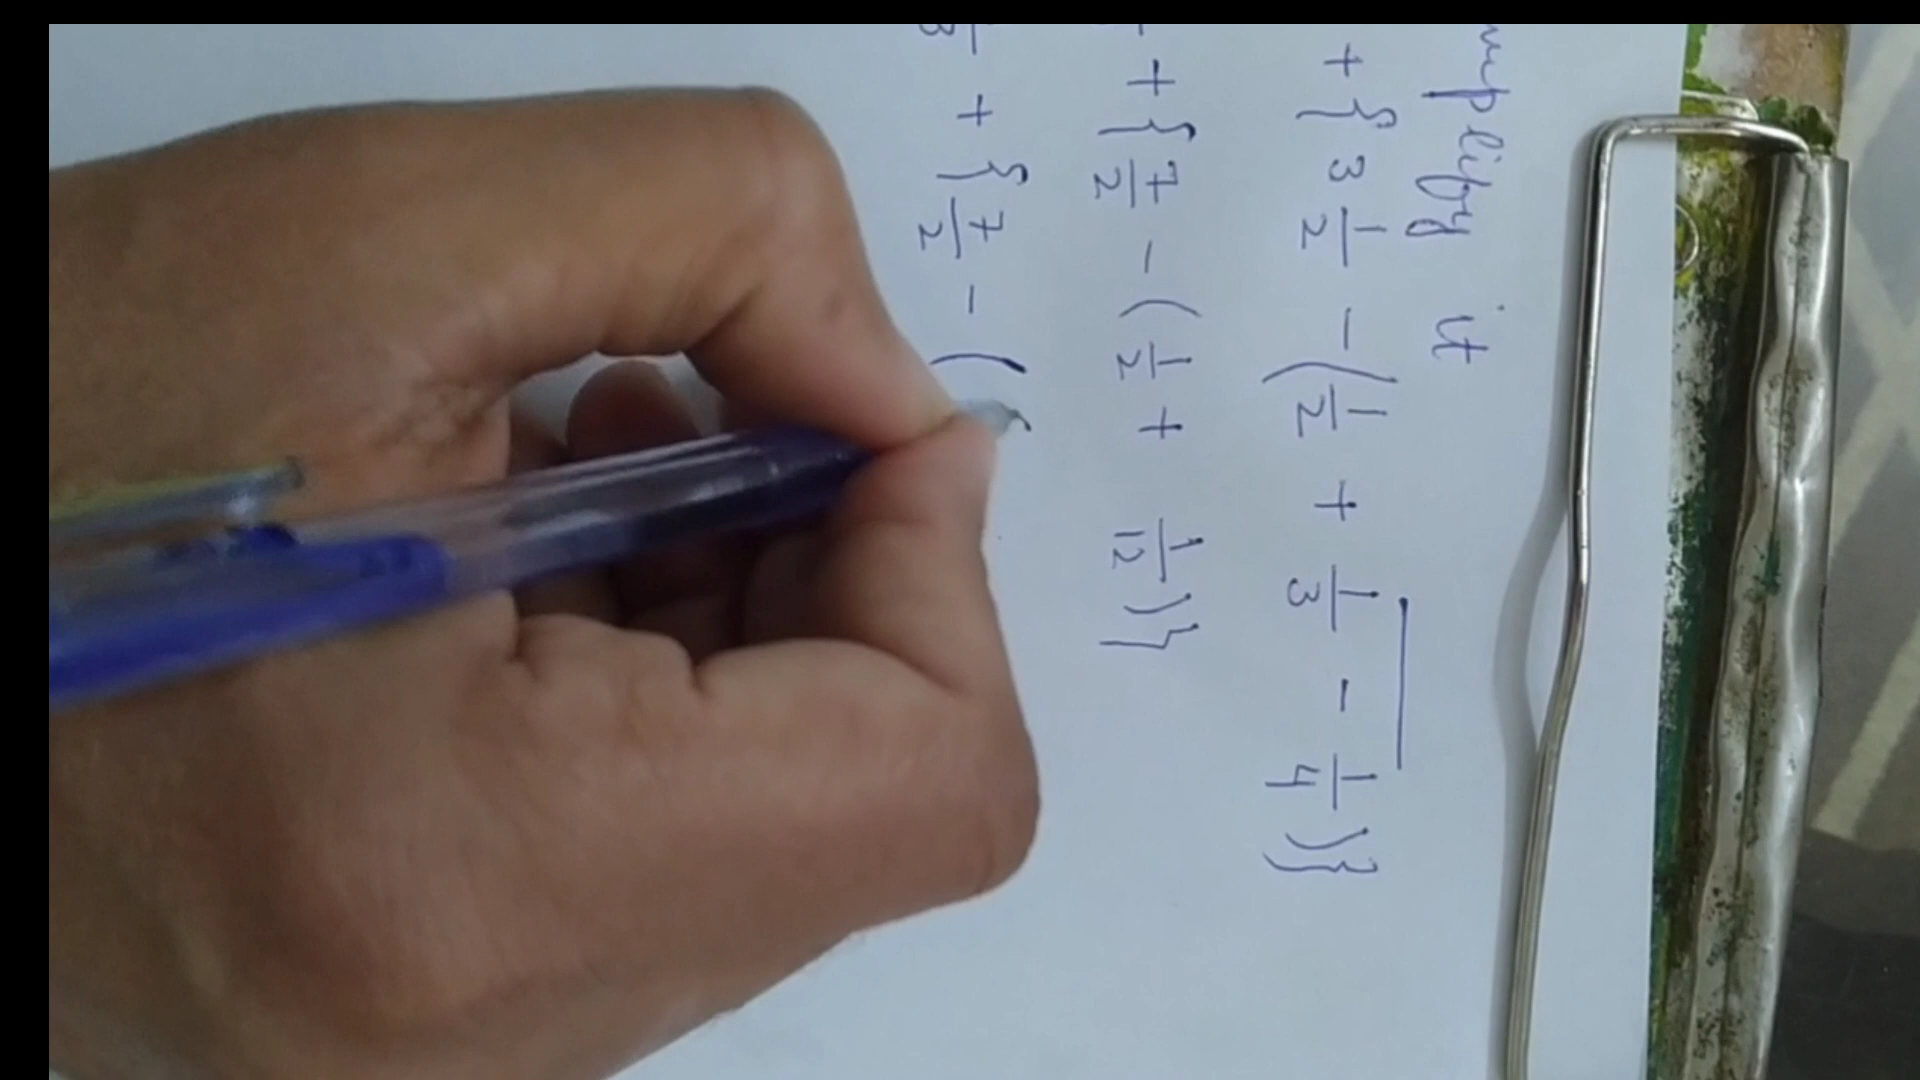 mplify it
+ { 3 1/2 - ( 1/2 + 1/3 - 1/4 ) }
+ { 7/2 - ( 1/2 + 1/12 ) }
3 + { 7/2 - (